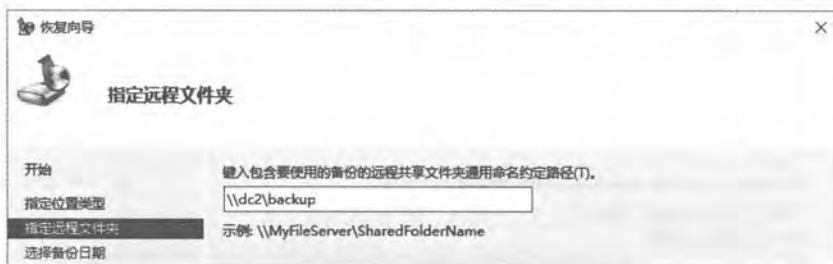 恢复向导
指定远程文件夹
开始
键入包含要使用的备份的远程共享文件夹通用命名约定路径(T)。
指定位置类型
\\dc2\backup
指定远程文件夹
示例: \\MyFileServer\SharedFolderName
选择备份日期